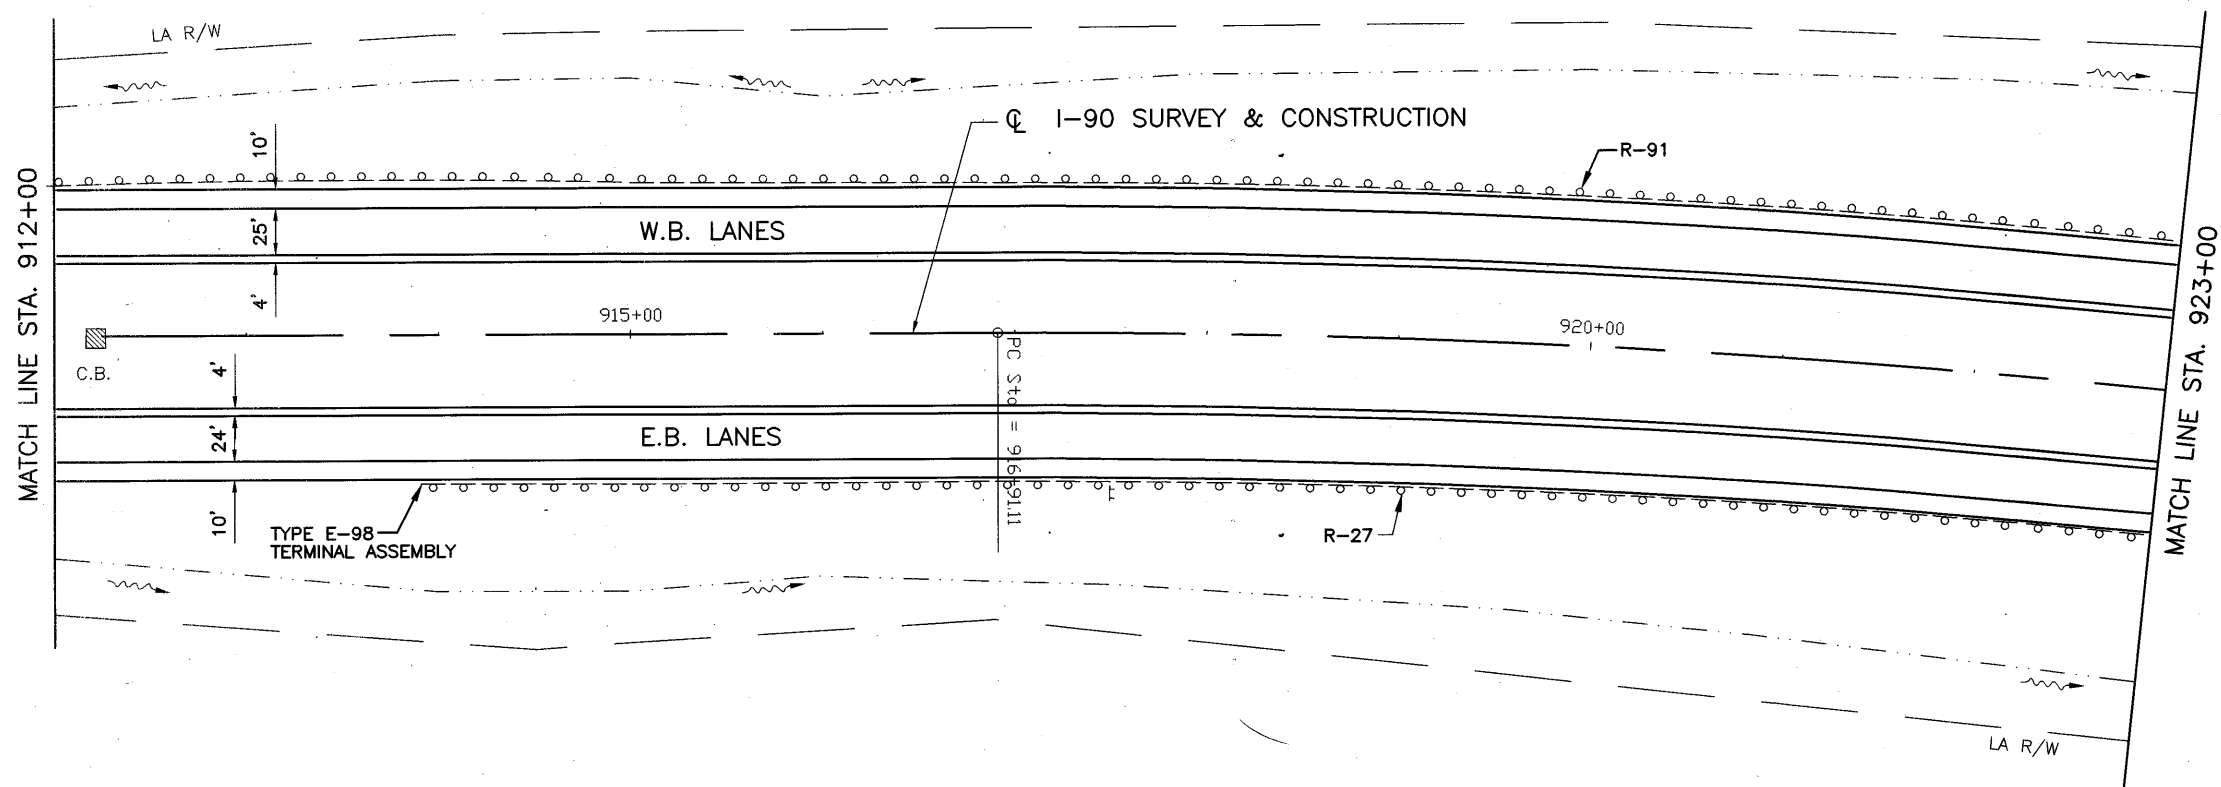 LA R/W
℄ I-90 SURVEY & CONSTRUCTION
10'
R-91
MATCH LINE STA. 912+00
25'
W.B. LANES
4'
915+00
920+00
MATCH LINE STA. 923+00
C.B.
4'
PC Sta = 916+91.11
24'
E.B. LANES
10'
TYPE E-98
TERMINAL ASSEMBLY
R-27
LA R/W